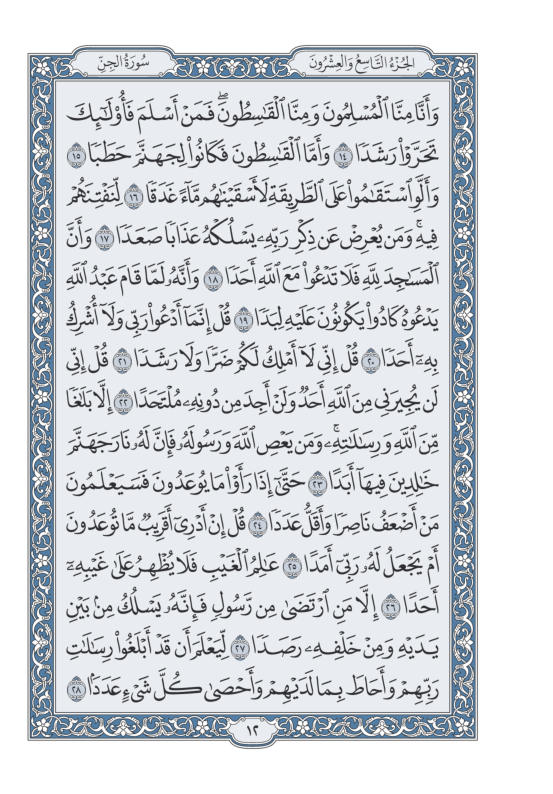 سُورَةُ الجِنِّ
الجُزْءُ التَّاسِعُ وَالعِشْرُونَ
وَأَنَّا مِنَّا ٱلْمُسْلِمُونَ وَمِنَّا ٱلْقَٰسِطُونَۖ فَمَنْ أَسْلَمَ فَأُو۟لَٰٓئِكَ
تَحَرَّوْا۟ رَشَدًا ١٤ وَأَمَّا ٱلْقَٰسِطُونَ فَكَانُوا۟ لِجَهَنَّمَ حَطَبًا ١٥
وَأَلَّوِ ٱسْتَقَٰمُوا۟ عَلَى ٱلطَّرِيقَةِ لَأَسْقَيْنَٰهُم مَّآءً غَدَقًا ١٦ لِّنَفْتِنَهُمْ
فِيهِۚ وَمَن يُعْرِضْ عَن ذِكْرِ رَبِّهِۦ يَسْلُكْهُ عَذَابًا صَعَدًا ١٧ وَأَنَّ
ٱلْمَسَٰجِدَ لِلَّهِ فَلَا تَدْعُوا۟ مَعَ ٱللَّهِ أَحَدًا ١٨ وَأَنَّهُۥ لَمَّا قَامَ عَبْدُ ٱللَّهِ
يَدْعُوهُ كَادُوا۟ يَكُونُونَ عَلَيْهِ لِبَدًا ١٩ قُلْ إِنَّمَآ أَدْعُوا۟ رَبِّى وَلَآ أُشْرِكُ
بِهِۦٓ أَحَدًا ٢٠ قُلْ إِنِّى لَآ أَمْلِكُ لَكُمْ ضَرًّا وَلَا رَشَدًا ٢١ قُلْ إِنِّى
لَن يُجِيرَنِى مِنَ ٱللَّهِ أَحَدٌ وَلَنْ أَجِدَ مِن دُونِهِۦ مُلْتَحَدًا ٢٢ إِلَّا بَلَٰغًا
مِّنَ ٱللَّهِ وَرِسَٰلَٰتِهِۦۚ وَمَن يَعْصِ ٱللَّهَ وَرَسُولَهُۥ فَإِنَّ لَهُۥ نَارَ جَهَنَّمَ
خَٰلِدِينَ فِيهَآ أَبَدًا ٢٣ حَتَّىٰٓ إِذَا رَأَوْا۟ مَا يُوعَدُونَ فَسَيَعْلَمُونَ
مَنْ أَضْعَفُ نَاصِرًا وَأَقَلُّ عَدَدًا ٢٤ قُلْ إِنْ أَدْرِىٓ أَقَرِيبٌ مَّا تُوعَدُونَ
أَمْ يَجْعَلُ لَهُۥ رَبِّىٓ أَمَدًا ٢٥ عَٰلِمُ ٱلْغَيْبِ فَلَا يُظْهِرُ عَلَىٰ غَيْبِهِۦٓ
أَحَدًا ٢٦ إِلَّا مَنِ ٱرْتَضَىٰ مِن رَّسُولٍ فَإِنَّهُۥ يَسْلُكُ مِنۢ بَيْنِ
يَدَيْهِ وَمِنْ خَلْفِهِۦ رَصَدًا ٢٧ لِّيَعْلَمَ أَن قَدْ أَبْلَغُوا۟ رِسَٰلَٰتِ
رَبِّهِمْ وَأَحَاطَ بِمَا لَدَيْهِمْ وَأَحْصَىٰ كُلَّ شَىْءٍ عَدَدًۢا ٢٨
١٢